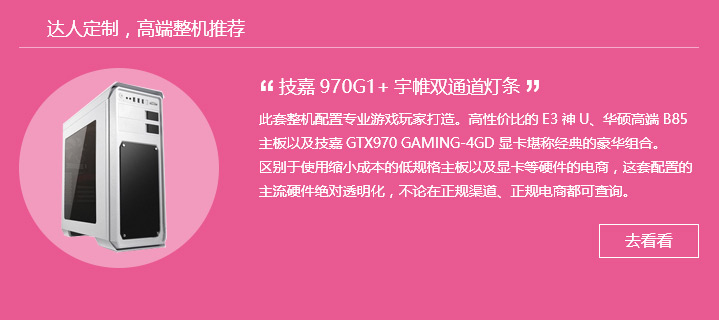 达人定制，高端整机推荐
“ 技嘉 970G1+ 宇帷双通道灯条 ”
此套整机配置专业游戏玩家打造。高性价比的 E3 神 U、华硕高端 B85
主板以及技嘉 GTX970 GAMING-4GD 显卡堪称经典的豪华组合。
区别于使用缩小成本的低规格主板以及显卡等硬件的电商，这套配置的
主流硬件绝对透明化，不论在正规渠道、正规电商都可查询。
去看看